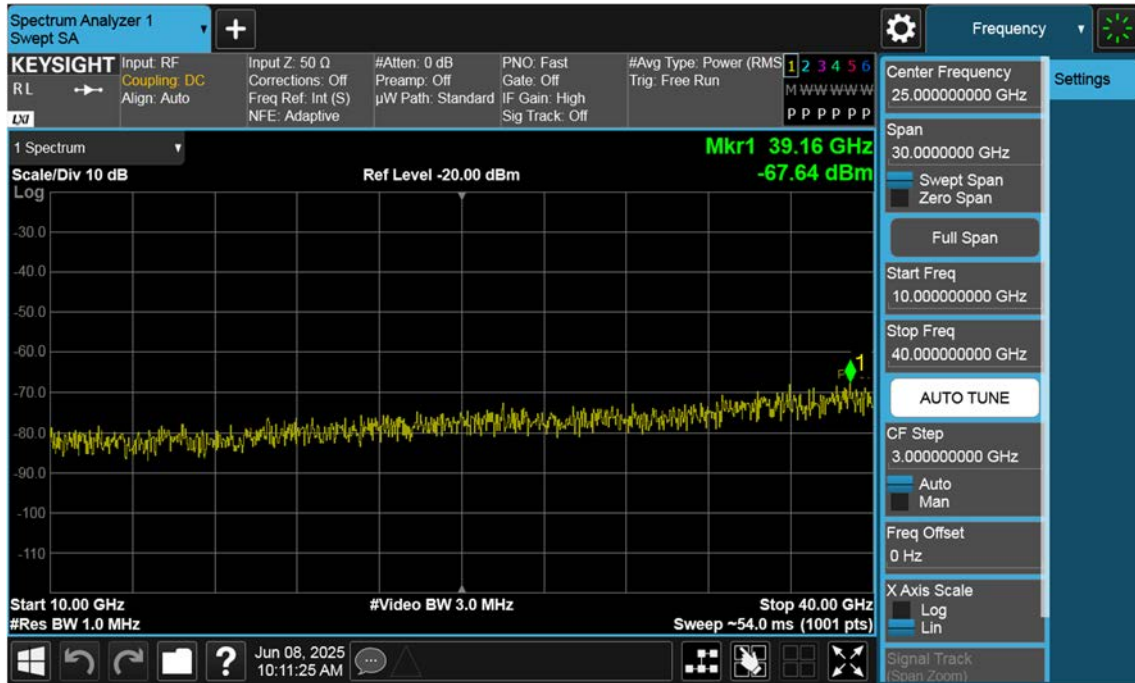 Spectrum Analyzer 1
Swept SA
Frequency
KEYSIGHT
RL
LXI
Input: RF
Coupling: DC
Align: Auto
Input Z: 50 Ω
Corrections: Off
Freq Ref: Int (S)
NFE: Adaptive
#Atten: 0 dB
Preamp: Off
µW Path: Standard
PNO: Fast
Gate: Off
IF Gain: High
Sig Track: Off
#Avg Type: Power (RMS
Trig: Free Run
1 2 3 4 5 6
M W W W W W
P P P P P P
1 Spectrum
Mkr1 39.16 GHz
-67.64 dBm
Scale/Div 10 dB
Ref Level -20.00 dBm
Log
-30.0
-40.0
-50.0
-60.0
-70.0
-80.0
-90.0
-100
-110
1
Start 10.00 GHz
#Video BW 3.0 MHz
Stop 40.00 GHz
#Res BW 1.0 MHz
Sweep ~54.0 ms (1001 pts)
?
Jun 08, 2025
10:11:25 AM
Center Frequency
25.000000000 GHz
Settings
Span
30.0000000 GHz
Swept Span
Zero Span
Full Span
Start Freq
10.000000000 GHz
Stop Freq
40.000000000 GHz
AUTO TUNE
CF Step
3.000000000 GHz
Auto
Man
Freq Offset
0 Hz
X Axis Scale
Log
Lin
Signal Track
(Span Zoom)